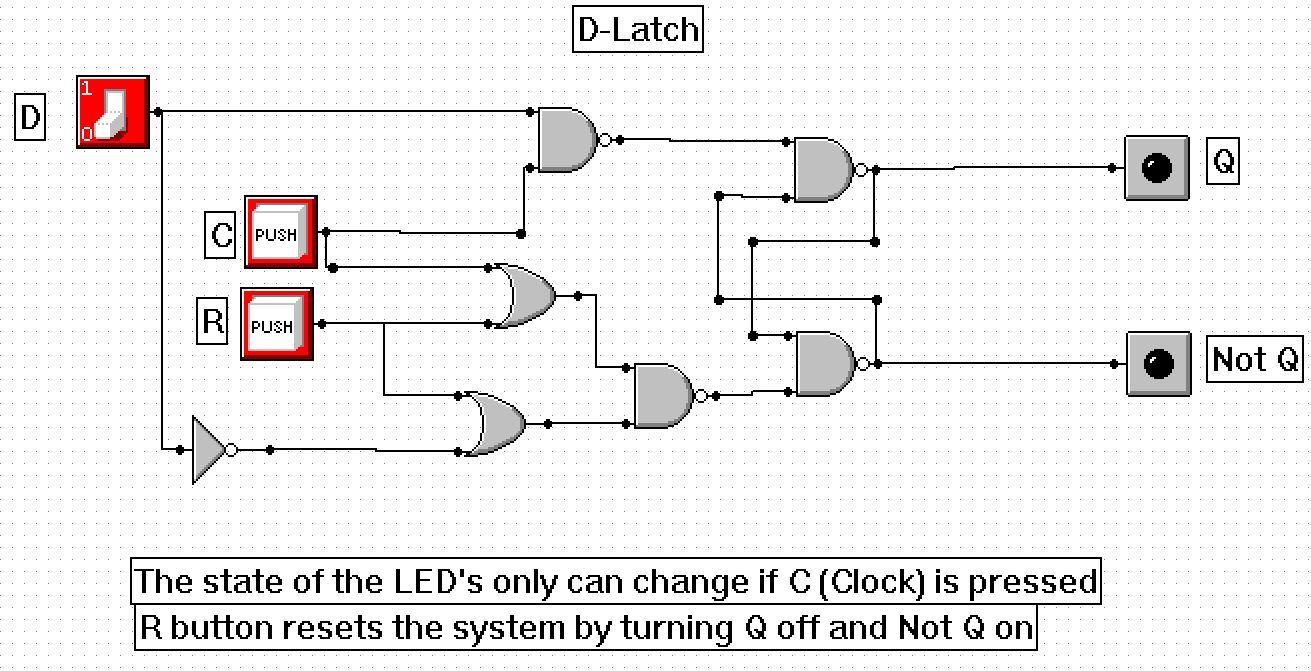 D-Latch
1
D
0
Q
C
PUSH
R
PUSH
Not Q
The state of the LED's only can change if C (Clock) is pressed
R button resets the system by turning Q off and Not Q on